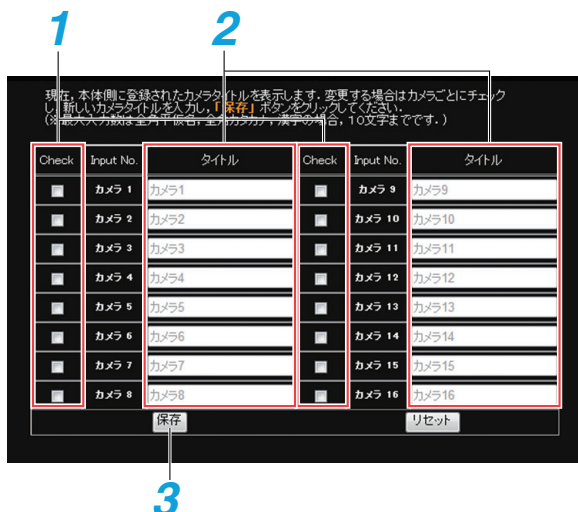 1 2
現在，本体側に登録されたカメラタイトルを表示します．変更する場合はカメラごとにチェック
し，新しいカメラタイトルを入力し，「保存」ボタンをクリックしてください．
(※最大入力数は全角平仮名，全角カタカナ，漢字の場合，10文字までです．)
Check Input No. タイトル Check Input No. タイトル
カメラ 1 カメラ1 カメラ 9 カメラ9
カメラ 2 カメラ2 カメラ 10 カメラ10
カメラ 3 カメラ3 カメラ 11 カメラ11
カメラ 4 カメラ4 カメラ 12 カメラ12
カメラ 5 カメラ5 カメラ 13 カメラ13
カメラ 6 カメラ6 カメラ 14 カメラ14
カメラ 7 カメラ7 カメラ 15 カメラ15
カメラ 8 カメラ8 カメラ 16 カメラ16
保存 リセット
3